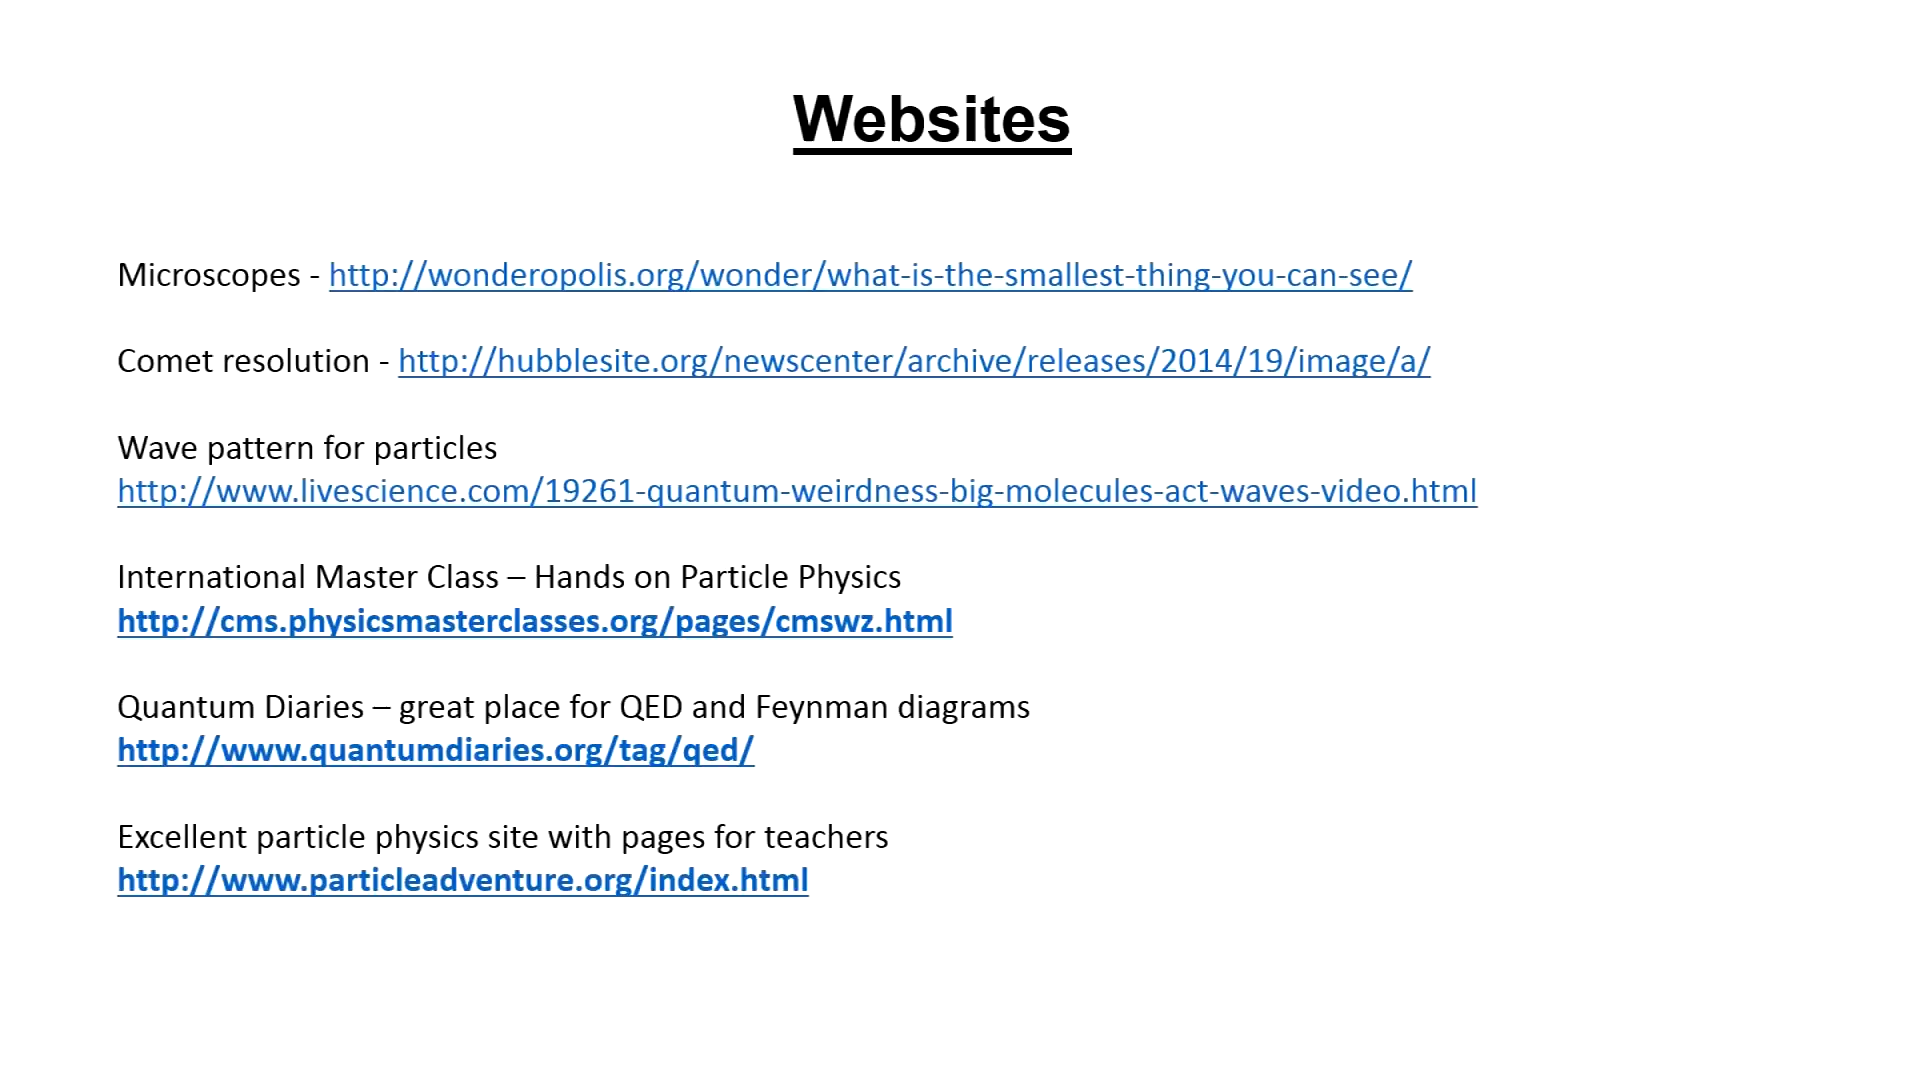 Websites
Microscopes - http://wonderopolis.org/wonder/what-is-the-smallest-thing-you-can-see/
Comet resolution - http://hubblesite.org/newscenter/archive/releases/2014/19/image/a/
Wave pattern for particles
http://www.livescience.com/19261-quantum-weirdness-big-molecules-act-waves-video.html
International Master Class – Hands on Particle Physics
http://cms.physicsmasterclasses.org/pages/cmswz.html
Quantum Diaries – great place for QED and Feynman diagrams
http://www.quantumdiaries.org/tag/qed/
Excellent particle physics site with pages for teachers
http://www.particleadventure.org/index.html